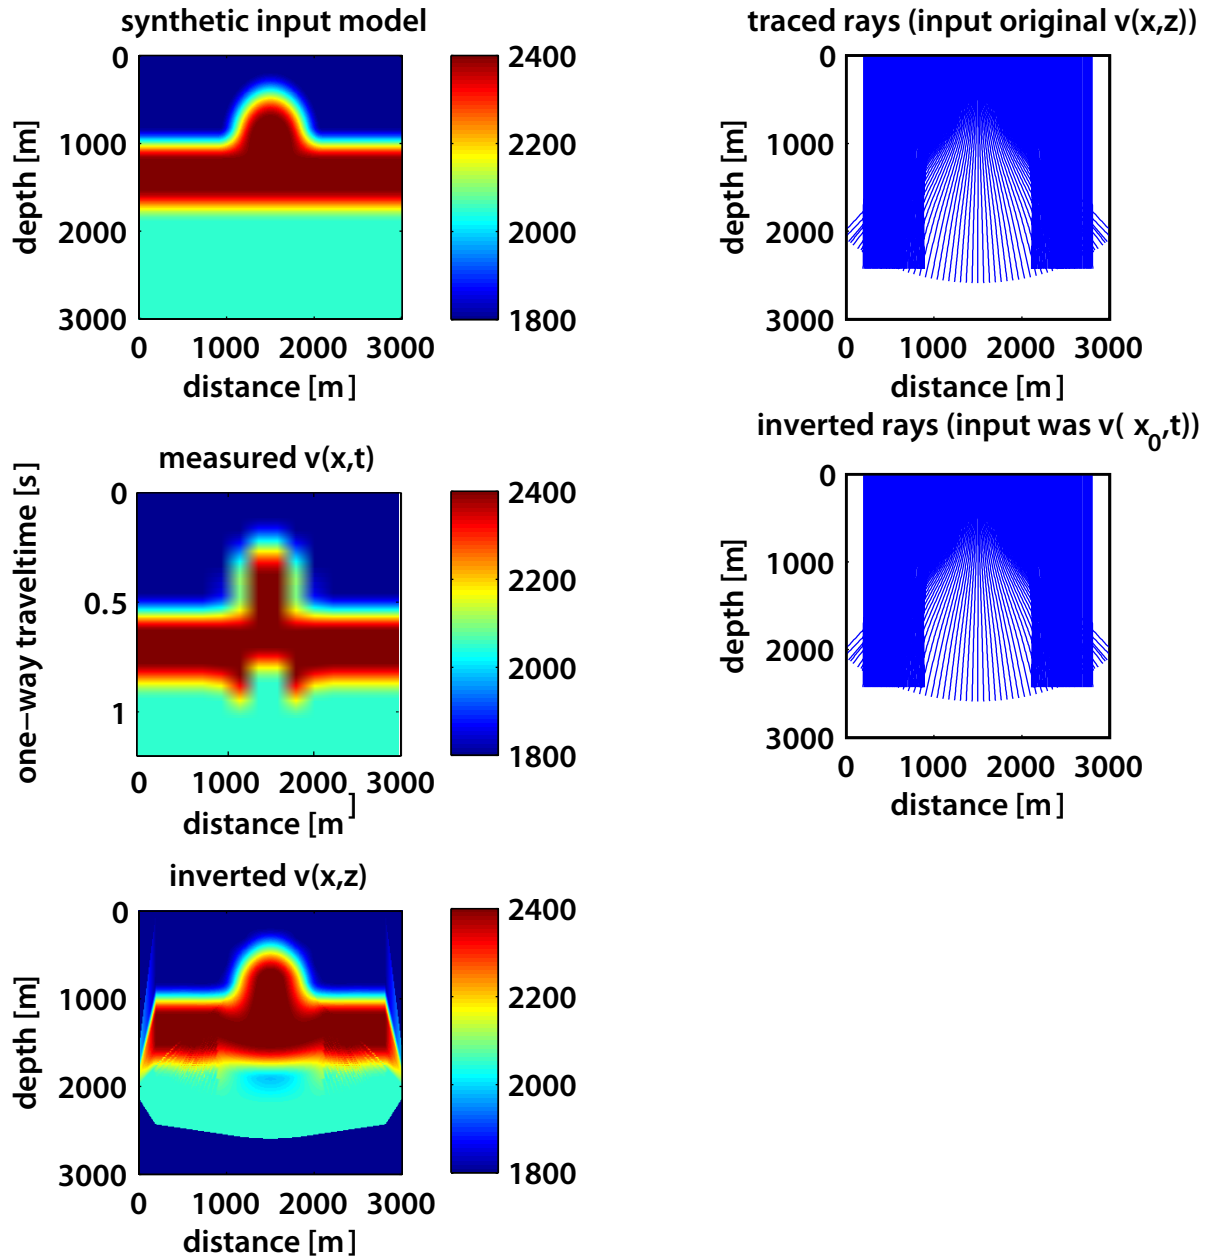 synthetic input model
0
1000
2000
3000
depth [m]
0 1000 2000 3000
distance [m]
2400
2200
2000
1800
traced rays (input original v(x,z))
0
1000
2000
3000
depth [m]
0 1000 2000 3000
distance [m]
measured v(x,t)
0
0.5
1
one−way traveltime [s]
0 1000 2000 3000
distance [m]
2400
2200
2000
1800
inverted rays (input was v( x0,t))
0
1000
2000
3000
depth [m]
0 1000 2000 3000
distance [m]
inverted v(x,z)
0
1000
2000
3000
depth [m]
0 1000 2000 3000
distance [m]
2400
2200
2000
1800